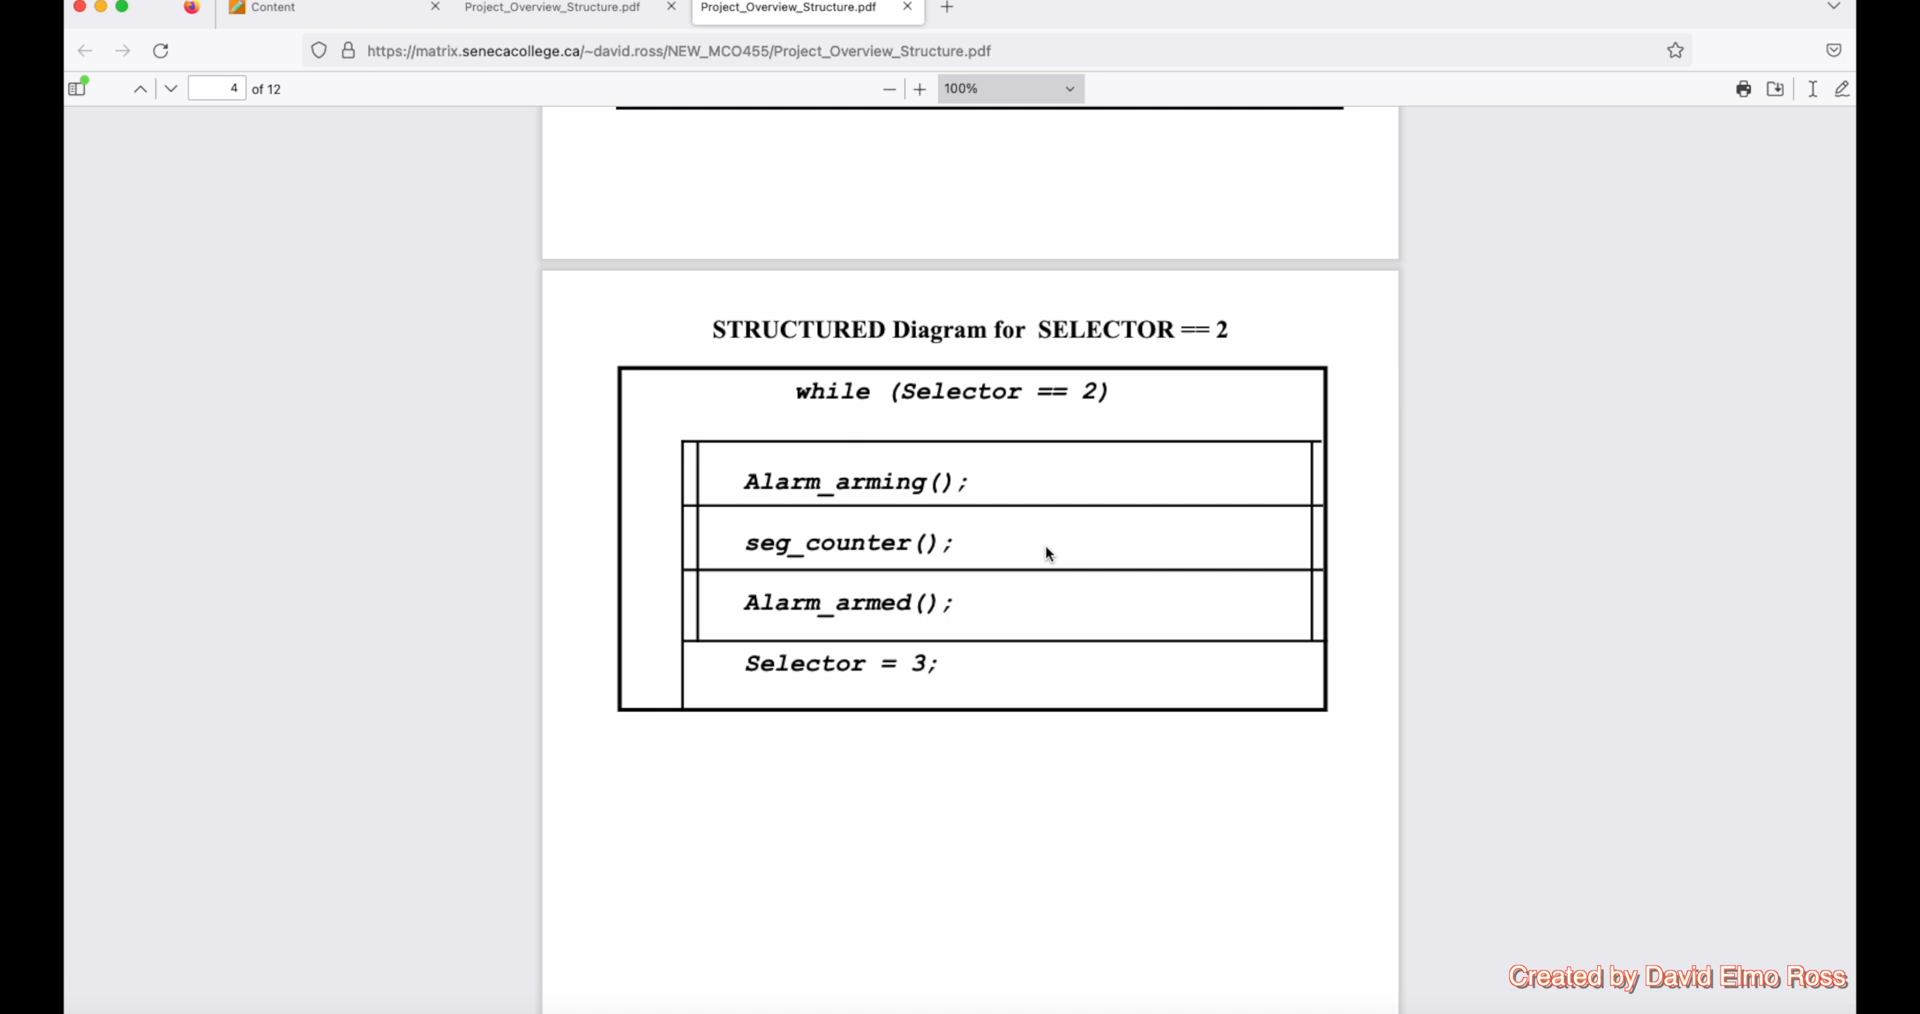 Content
Project_Overview_Structure.pdf
Project_Overview_Structure.pdf
https://matrix.senecacollege.ca/~david.ross/NEW_MCO455/Project_Overview_Structure.pdf
4 of 12
100%
STRUCTURED Diagram for SELECTOR == 2
while (Selector == 2)
Alarm_arming();
seg_counter();
Alarm_armed();
Selector = 3;
Created by David Elmo Ross